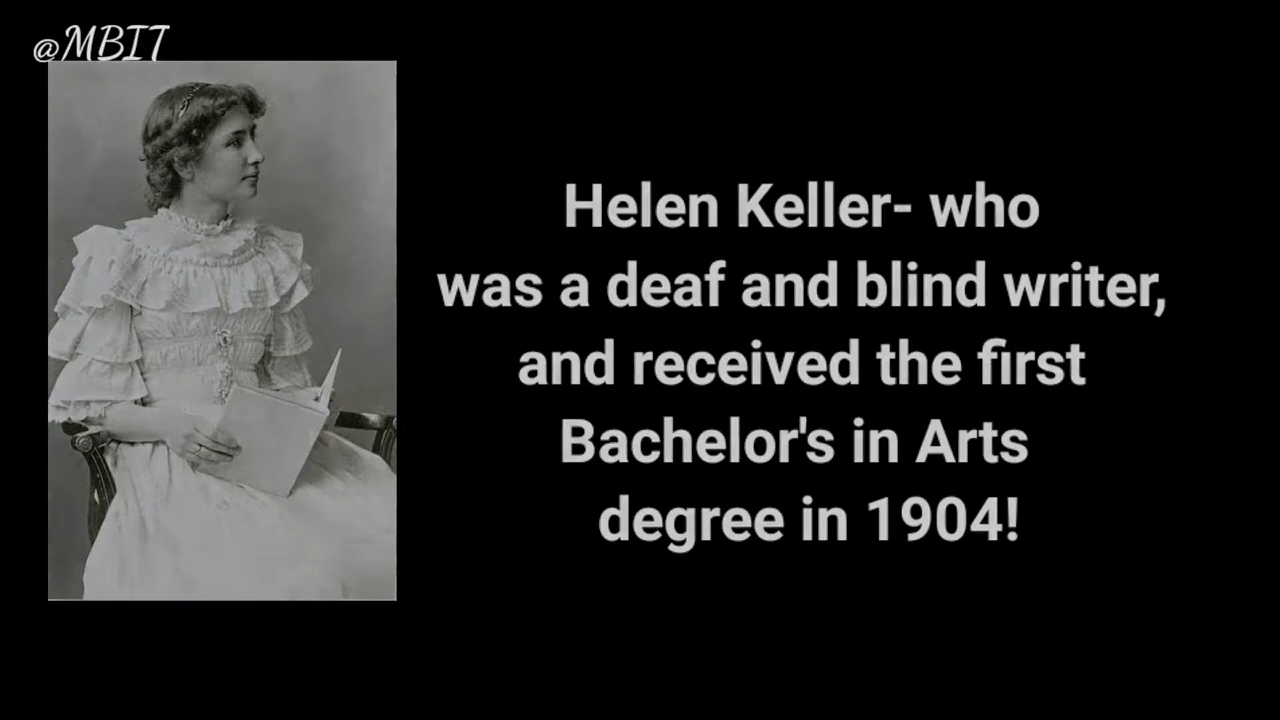 @MBIT
Helen Keller- who
was a deaf and blind writer,
and received the first
Bachelor's in Arts
degree in 1904!